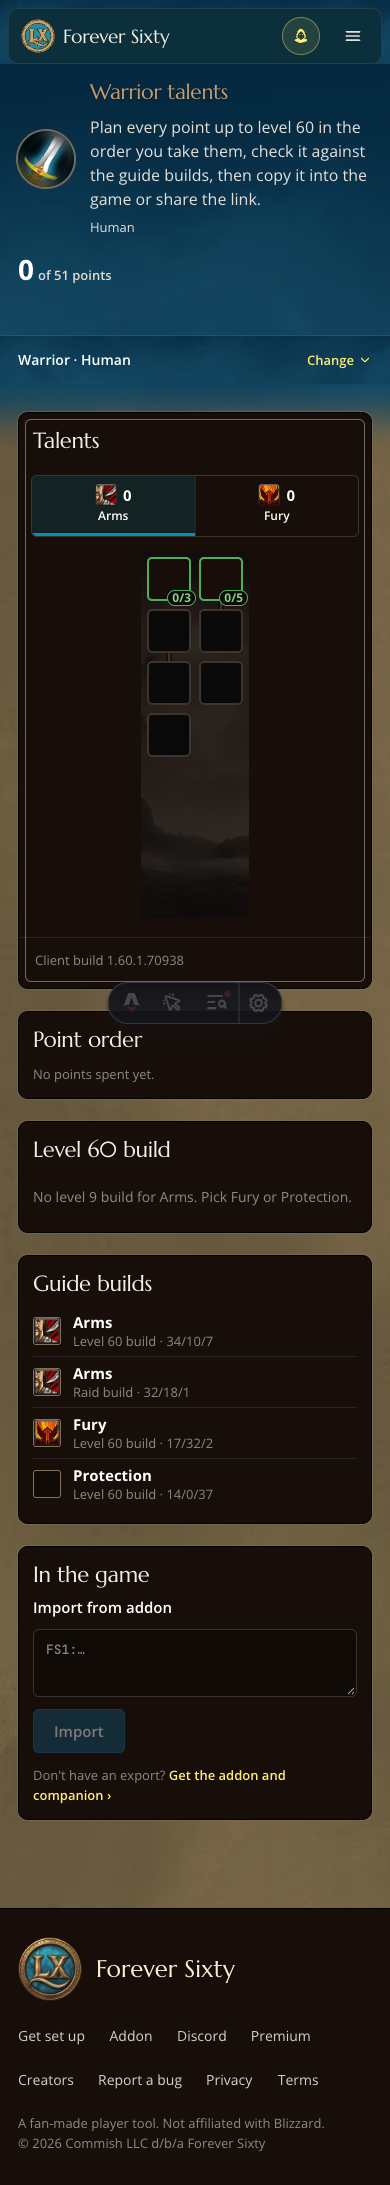 LX
Forever Sixty
Warrior talents
Plan every point up to level 60 in the
order you take them, check it against
the guide builds, then copy it into the
game or share the link.
Human
0 of 51 points
Warrior · Human
Change
Talents
0
Arms
0
Fury
0/3
0/5
Client build 1.60.1.70938
Point order
No points spent yet.
Level 60 build
No level 9 build for Arms. Pick Fury or Protection.
Guide builds
Arms
Level 60 build · 34/10/7
Arms
Raid build · 32/18/1
Fury
Level 60 build · 17/32/2
Protection
Level 60 build · 14/0/37
In the game
Import from addon
FS1:…
Import
Don't have an export? Get the addon and
companion ›
LX
Forever Sixty
Get set up
Addon
Discord
Premium
Creators
Report a bug
Privacy
Terms
A fan-made player tool. Not affiliated with Blizzard.
© 2026 Commish LLC d/b/a Forever Sixty